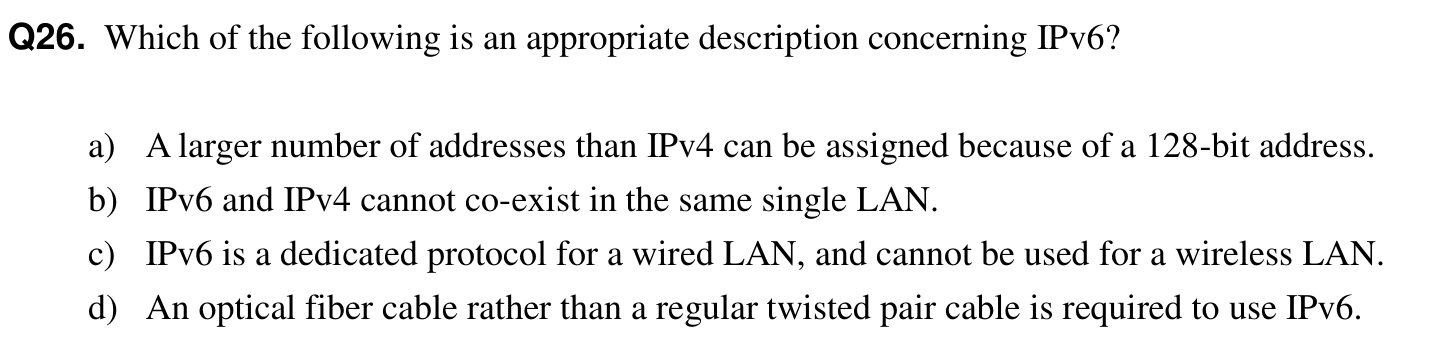 Q26. Which of the following is an appropriate description concerning IPv6?
a) A larger number of addresses than IPv4 can be assigned because of a 128-bit address.
b) IPv6 and IPv4 cannot co-exist in the same single LAN.
c) IPv6 is a dedicated protocol for a wired LAN, and cannot be used for a wireless LAN.
d) An optical fiber cable rather than a regular twisted pair cable is required to use IPv6.